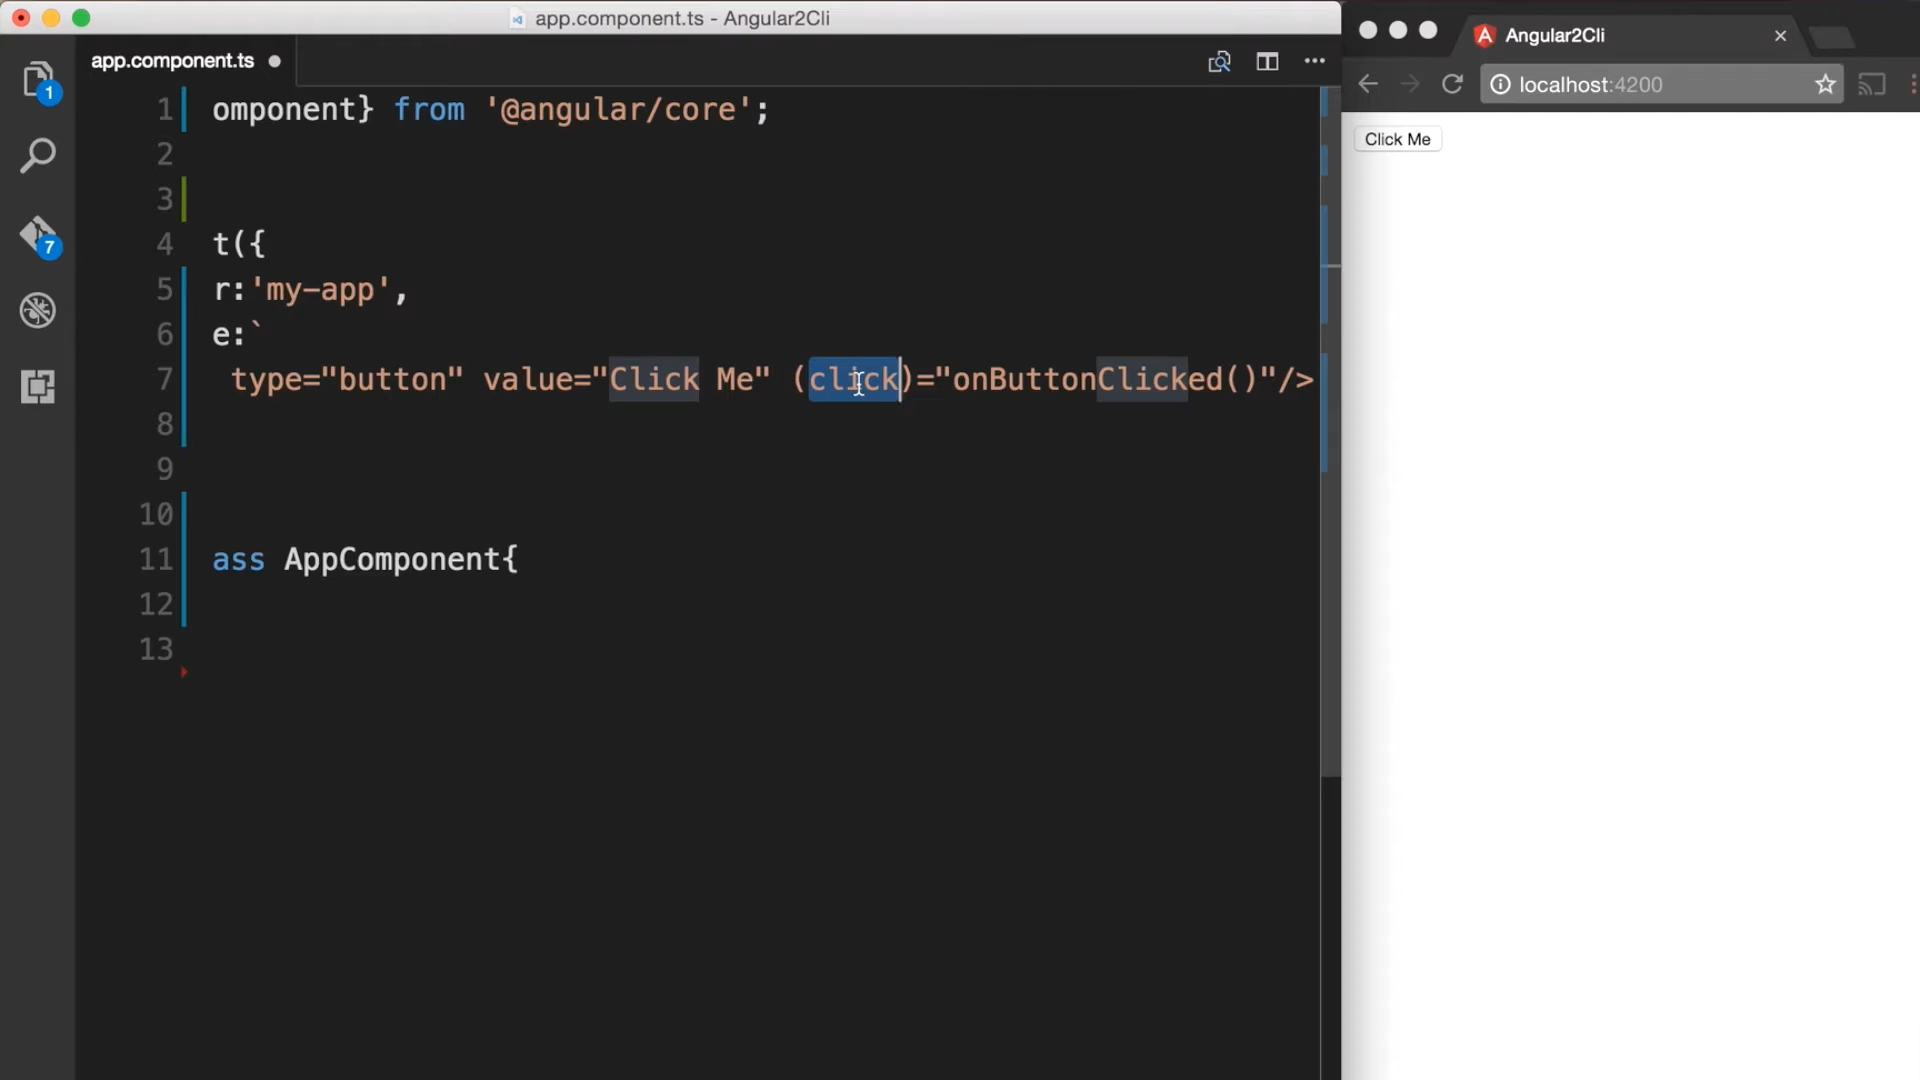 app.component.ts - Angular2Cli
app.component.ts
1 omponent} from '@angular/core';
2
3
4 t({
5 r:'my-app',
6 e:`
7 type="button" value="Click Me" (click)="onButtonClicked()"/>
8
9
10
11 ass AppComponent{
12
13
1
7
Angular2Cli
localhost:4200
Click Me